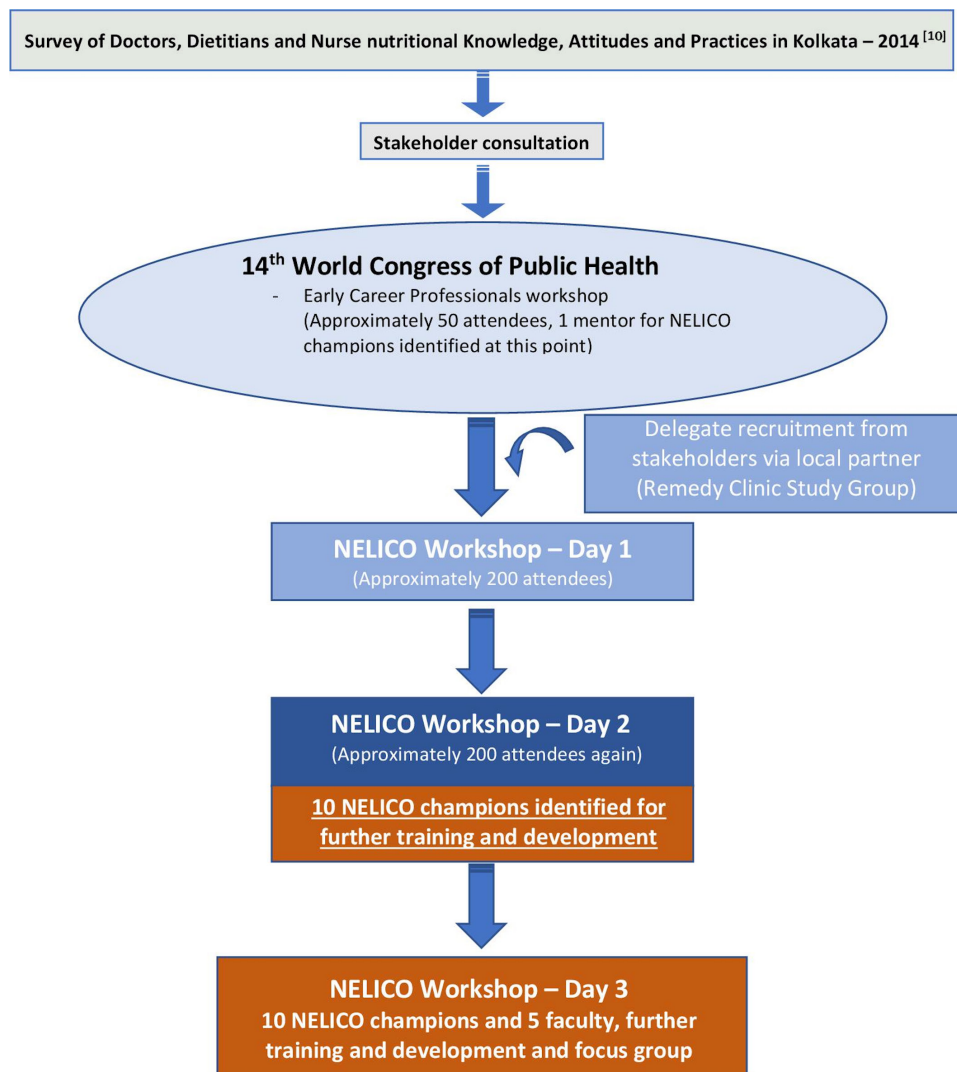 Survey of Doctors, Dietitians and Nurse nutritional Knowledge, Attitudes and Practices in Kolkata – 2014 [10]
Stakeholder consultation
14th World Congress of Public Health
- Early Career Professionals workshop
(Approximately 50 attendees, 1 mentor for NELICO
champions identified at this point)
Delegate recruitment from
stakeholders via local partner
(Remedy Clinic Study Group)
NELICO Workshop – Day 1
(Approximately 200 attendees)
NELICO Workshop – Day 2
(Approximately 200 attendees again)
10 NELICO champions identified for
further training and development
NELICO Workshop – Day 3
10 NELICO champions and 5 faculty, further
training and development and focus group